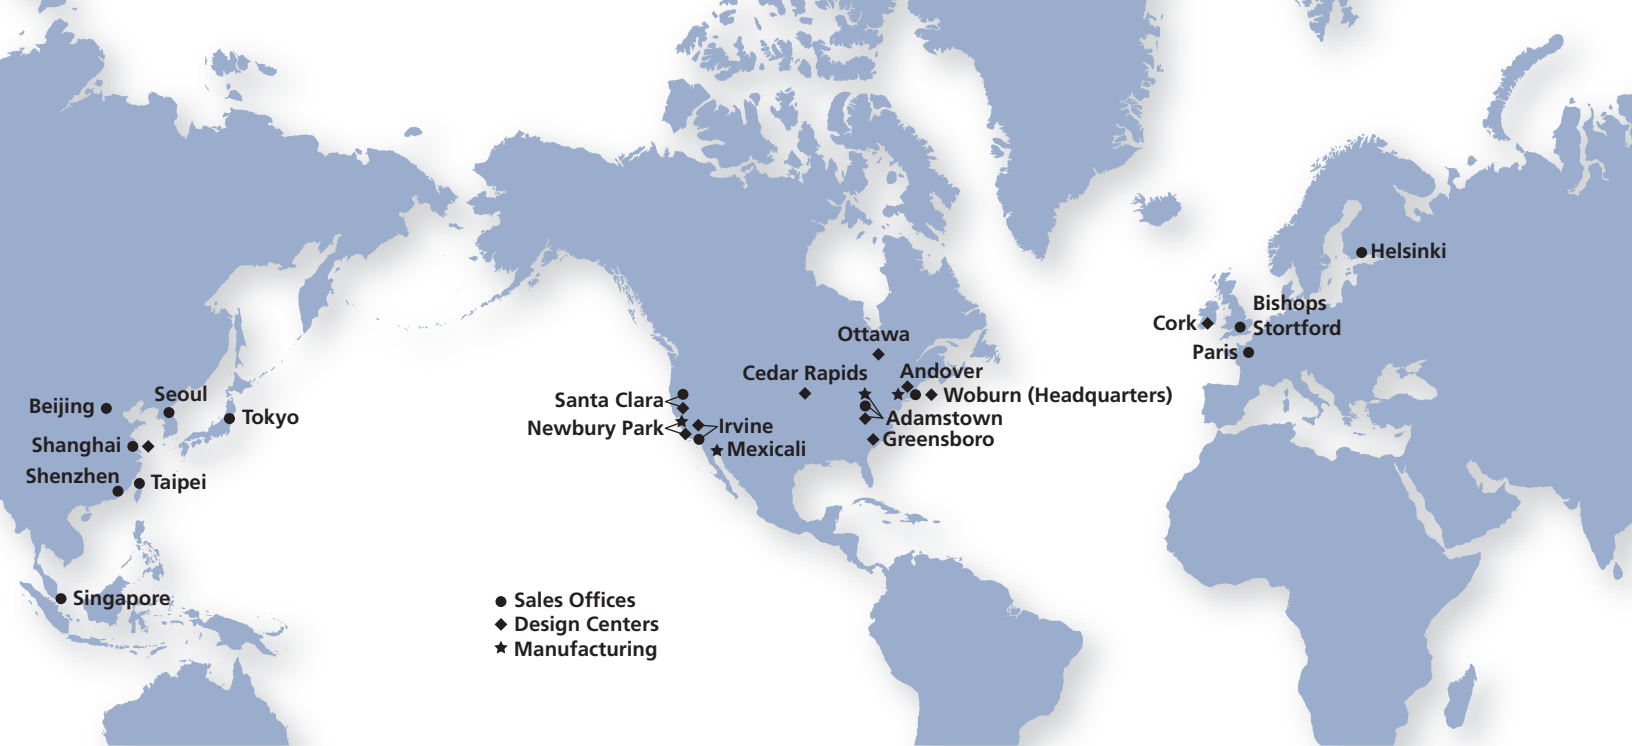 Helsinki
Bishops
Stortford
Cork
Paris
Ottawa
Cedar Rapids
Andover
Woburn (Headquarters)
Adamstown
Greensboro
Santa Clara
Newbury Park
Irvine
Mexicali
Seoul
Beijing
Tokyo
Shanghai
Shenzhen
Taipei
Singapore
Sales Offices
Design Centers
Manufacturing